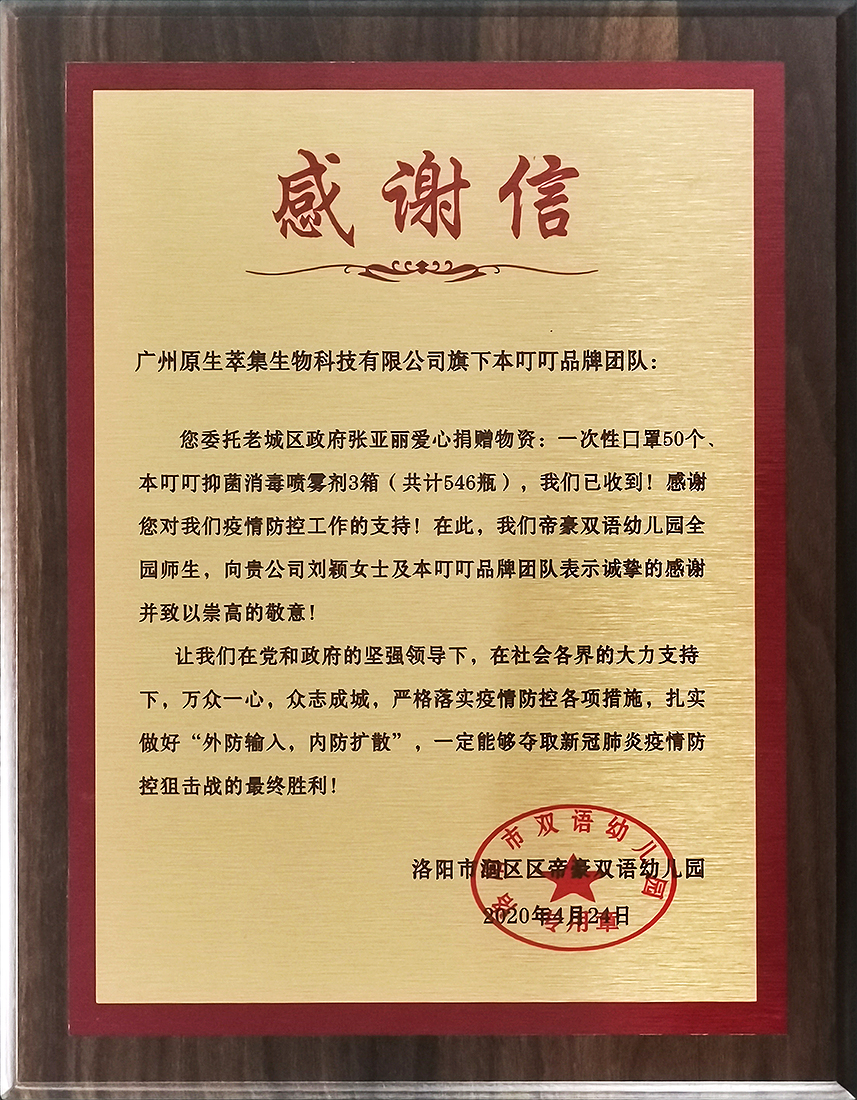 感谢信
广州原生萃集生物科技有限公司旗下本叮叮品牌团队：
您委托老城区政府张亚丽爱心捐赠物资：一次性口罩50个、
本叮叮抑菌消毒喷雾剂3箱（共计546瓶），我们已收到！感谢
您对我们疫情防控工作的支持！在此，我们帝豪双语幼儿园全
园师生，向贵公司刘颖女士及本叮叮品牌团队表示诚挚的感谢
并致以崇高的敬意！
让我们在党和政府的坚强领导下，在社会各界的大力支持
下，万众一心，众志成城，严格落实疫情防控各项措施，扎实
做好“外防输入，内防扩散”，一定能够夺取新冠肺炎疫情防
控狙击战的最终胜利！
洛阳市涧区区帝豪双语幼儿园
2020年4月24日
洛阳市双语幼儿园
专用章